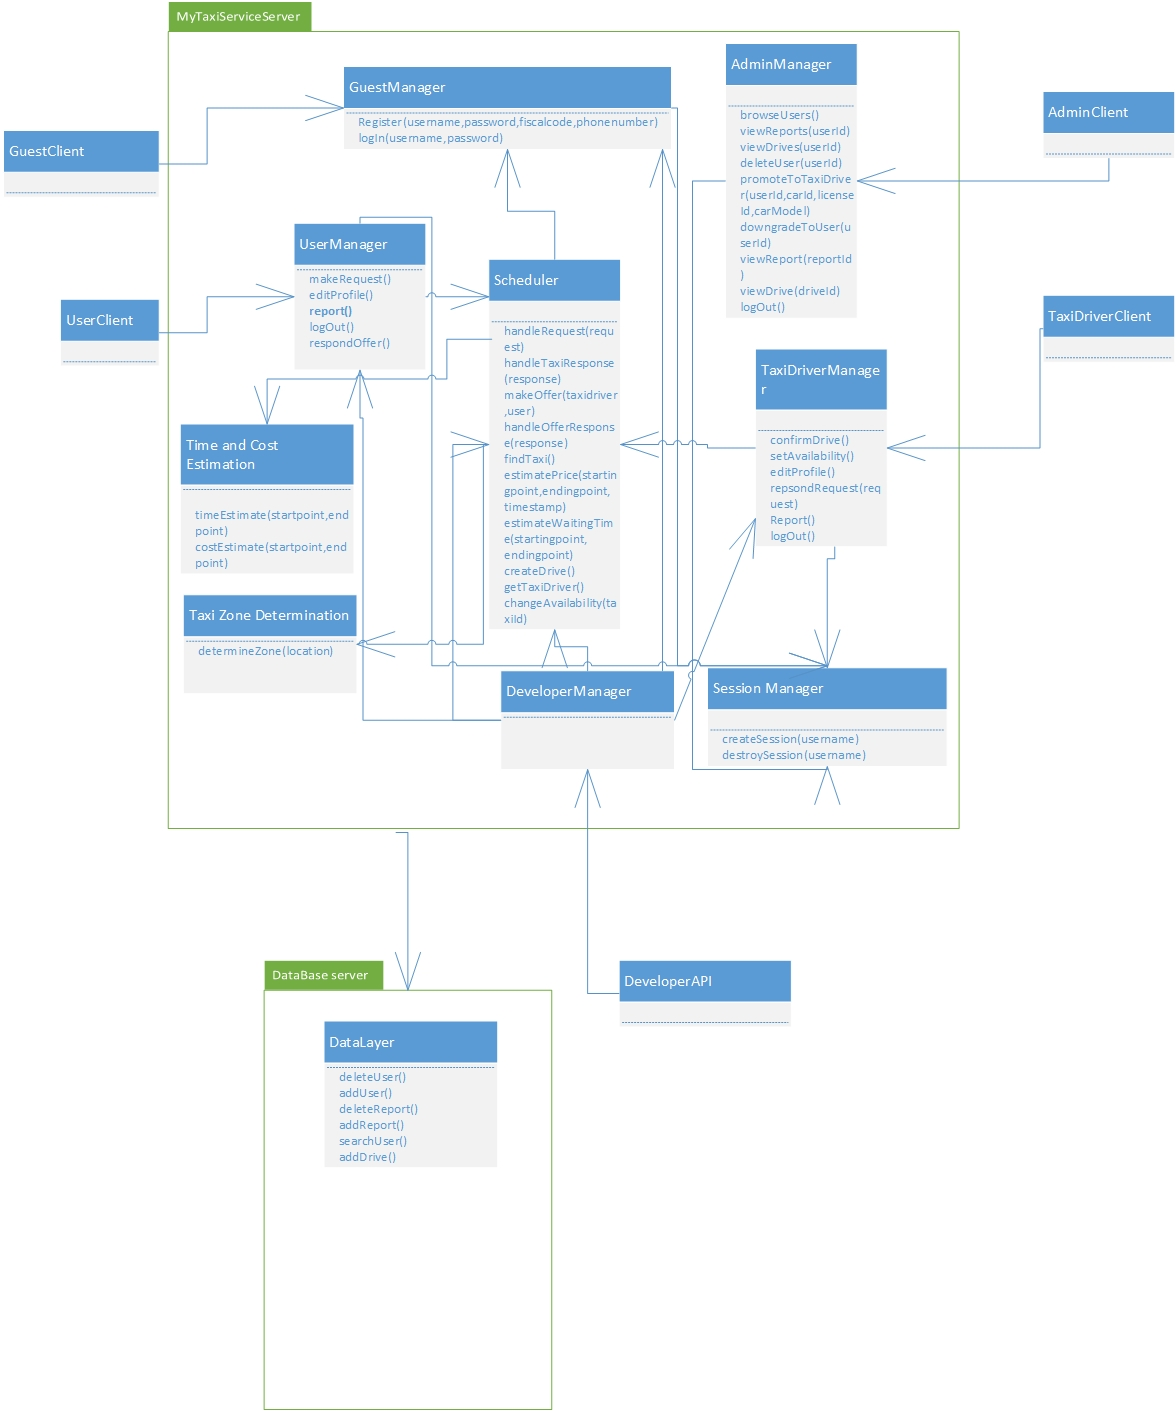 MyTaxiServiceServer
GuestManager
Register(username,password,fiscalcode,phonenumber)
logIn(username,password)
AdminManager
browseUsers()
viewReports(userId)
viewDrives(userId)
deleteUser(userId)
promoteToTaxiDrive
r(userId,carId,license
Id,carModel)
downgradeToUser(u
serId)
viewReport(reportId
)
viewDrive(driveId)
logOut()
AdminClient
GuestClient
UserManager
makeRequest()
editProfile()
report()
logOut()
respondOffer()
UserClient
Scheduler
handleRequest(requ
est)
handleTaxiResponse
(response)
makeOffer(taxidriver
,user)
handleOfferRespons
e(response)
findTaxi()
estimatePrice(startin
gpoint,endingpoint,
timestamp)
estimateWaitingTim
e(startingpoint,
endingpoint)
createDrive()
getTaxiDriver()
changeAvailability(ta
xiId)
TaxiDriverClient
TaxiDriverManage
r
confirmDrive()
setAvailability()
editProfile()
repsondRequest(req
uest)
Report()
logOut()
Time and Cost
Estimation
timeEstimate(startpoint,end
point)
costEstimate(startpoint,end
point)
Taxi Zone Determination
determineZone(location)
DeveloperManager
Session Manager
createSession(username)
destroySession(username)
DataBase server
DeveloperAPI
DataLayer
deleteUser()
addUser()
deleteReport()
addReport()
searchUser()
addDrive()